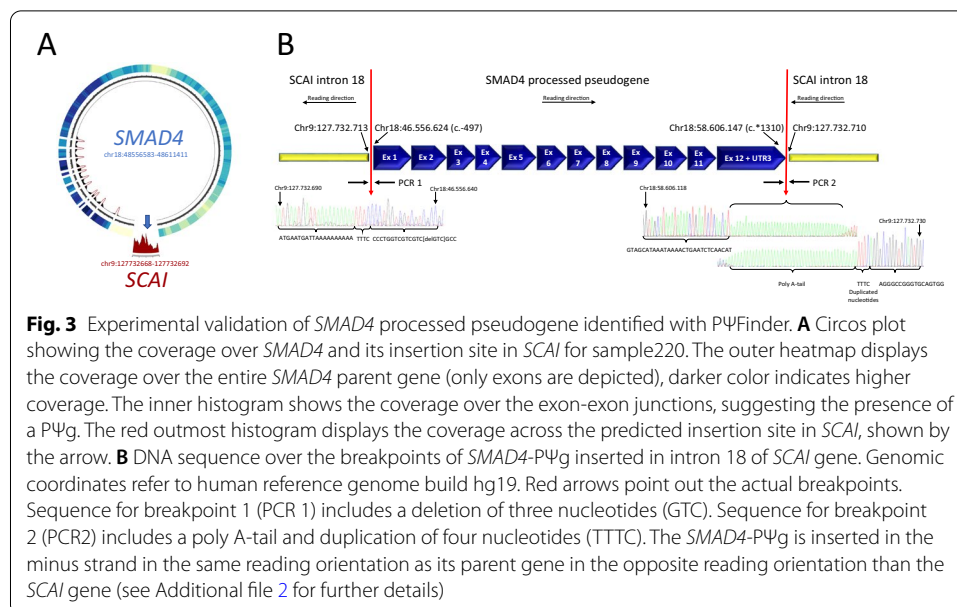 A
B
SMAD4
chr18:48556583-48611411
chr9:127732668-127732692
SCAI
SCAI intron 18
SMAD4 processed pseudogene
SCAI intron 18
Reading direction
Reading direction
Reading direction
Chr9:127.732.713
Chr18:46.556.624 (c.-497)
Chr18:58.606.147 (c.*1310)
Chr9:127.732.710
Ex 1
Ex 2
Ex 3
Ex 4
Ex 5
Ex 6
Ex 7
Ex 8
Ex 9
Ex 10
Ex 11
Ex 12 + UTR3
PCR 1
PCR 2
Chr9:127.732.690
Chr18:46.556.640
Chr18:58.606.118
Chr9:127.732.730
ATGAATGATTAAAAAAAAAA
TTTC
CCCTGGTCGTCGTC[delGTC]GCC
GTAGCATAAATAAAACTGAATCTCAACAT
Poly A-tail
TTTC
Duplicated
nucleotides
AGGGCCGGGTGCAGTGG
Fig. 3 Experimental validation of SMAD4 processed pseudogene identified with PΨFinder. A Circos plot
showing the coverage over SMAD4 and its insertion site in SCAI for sample220. The outer heatmap displays
the coverage over the entire SMAD4 parent gene (only exons are depicted), darker color indicates higher
coverage. The inner histogram shows the coverage over the exon-exon junctions, suggesting the presence of
a PΨg. The red outmost histogram displays the coverage across the predicted insertion site in SCAI, shown by
the arrow. B DNA sequence over the breakpoints of SMAD4-PΨg inserted in intron 18 of SCAI gene. Genomic
coordinates refer to human reference genome build hg19. Red arrows point out the actual breakpoints.
Sequence for breakpoint 1 (PCR 1) includes a deletion of three nucleotides (GTC). Sequence for breakpoint
2 (PCR2) includes a poly A-tail and duplication of four nucleotides (TTTC). The SMAD4-PΨg is inserted in the
minus strand in the same reading orientation as its parent gene in the opposite reading orientation than the
SCAI gene (see Additional file 2 for further details)